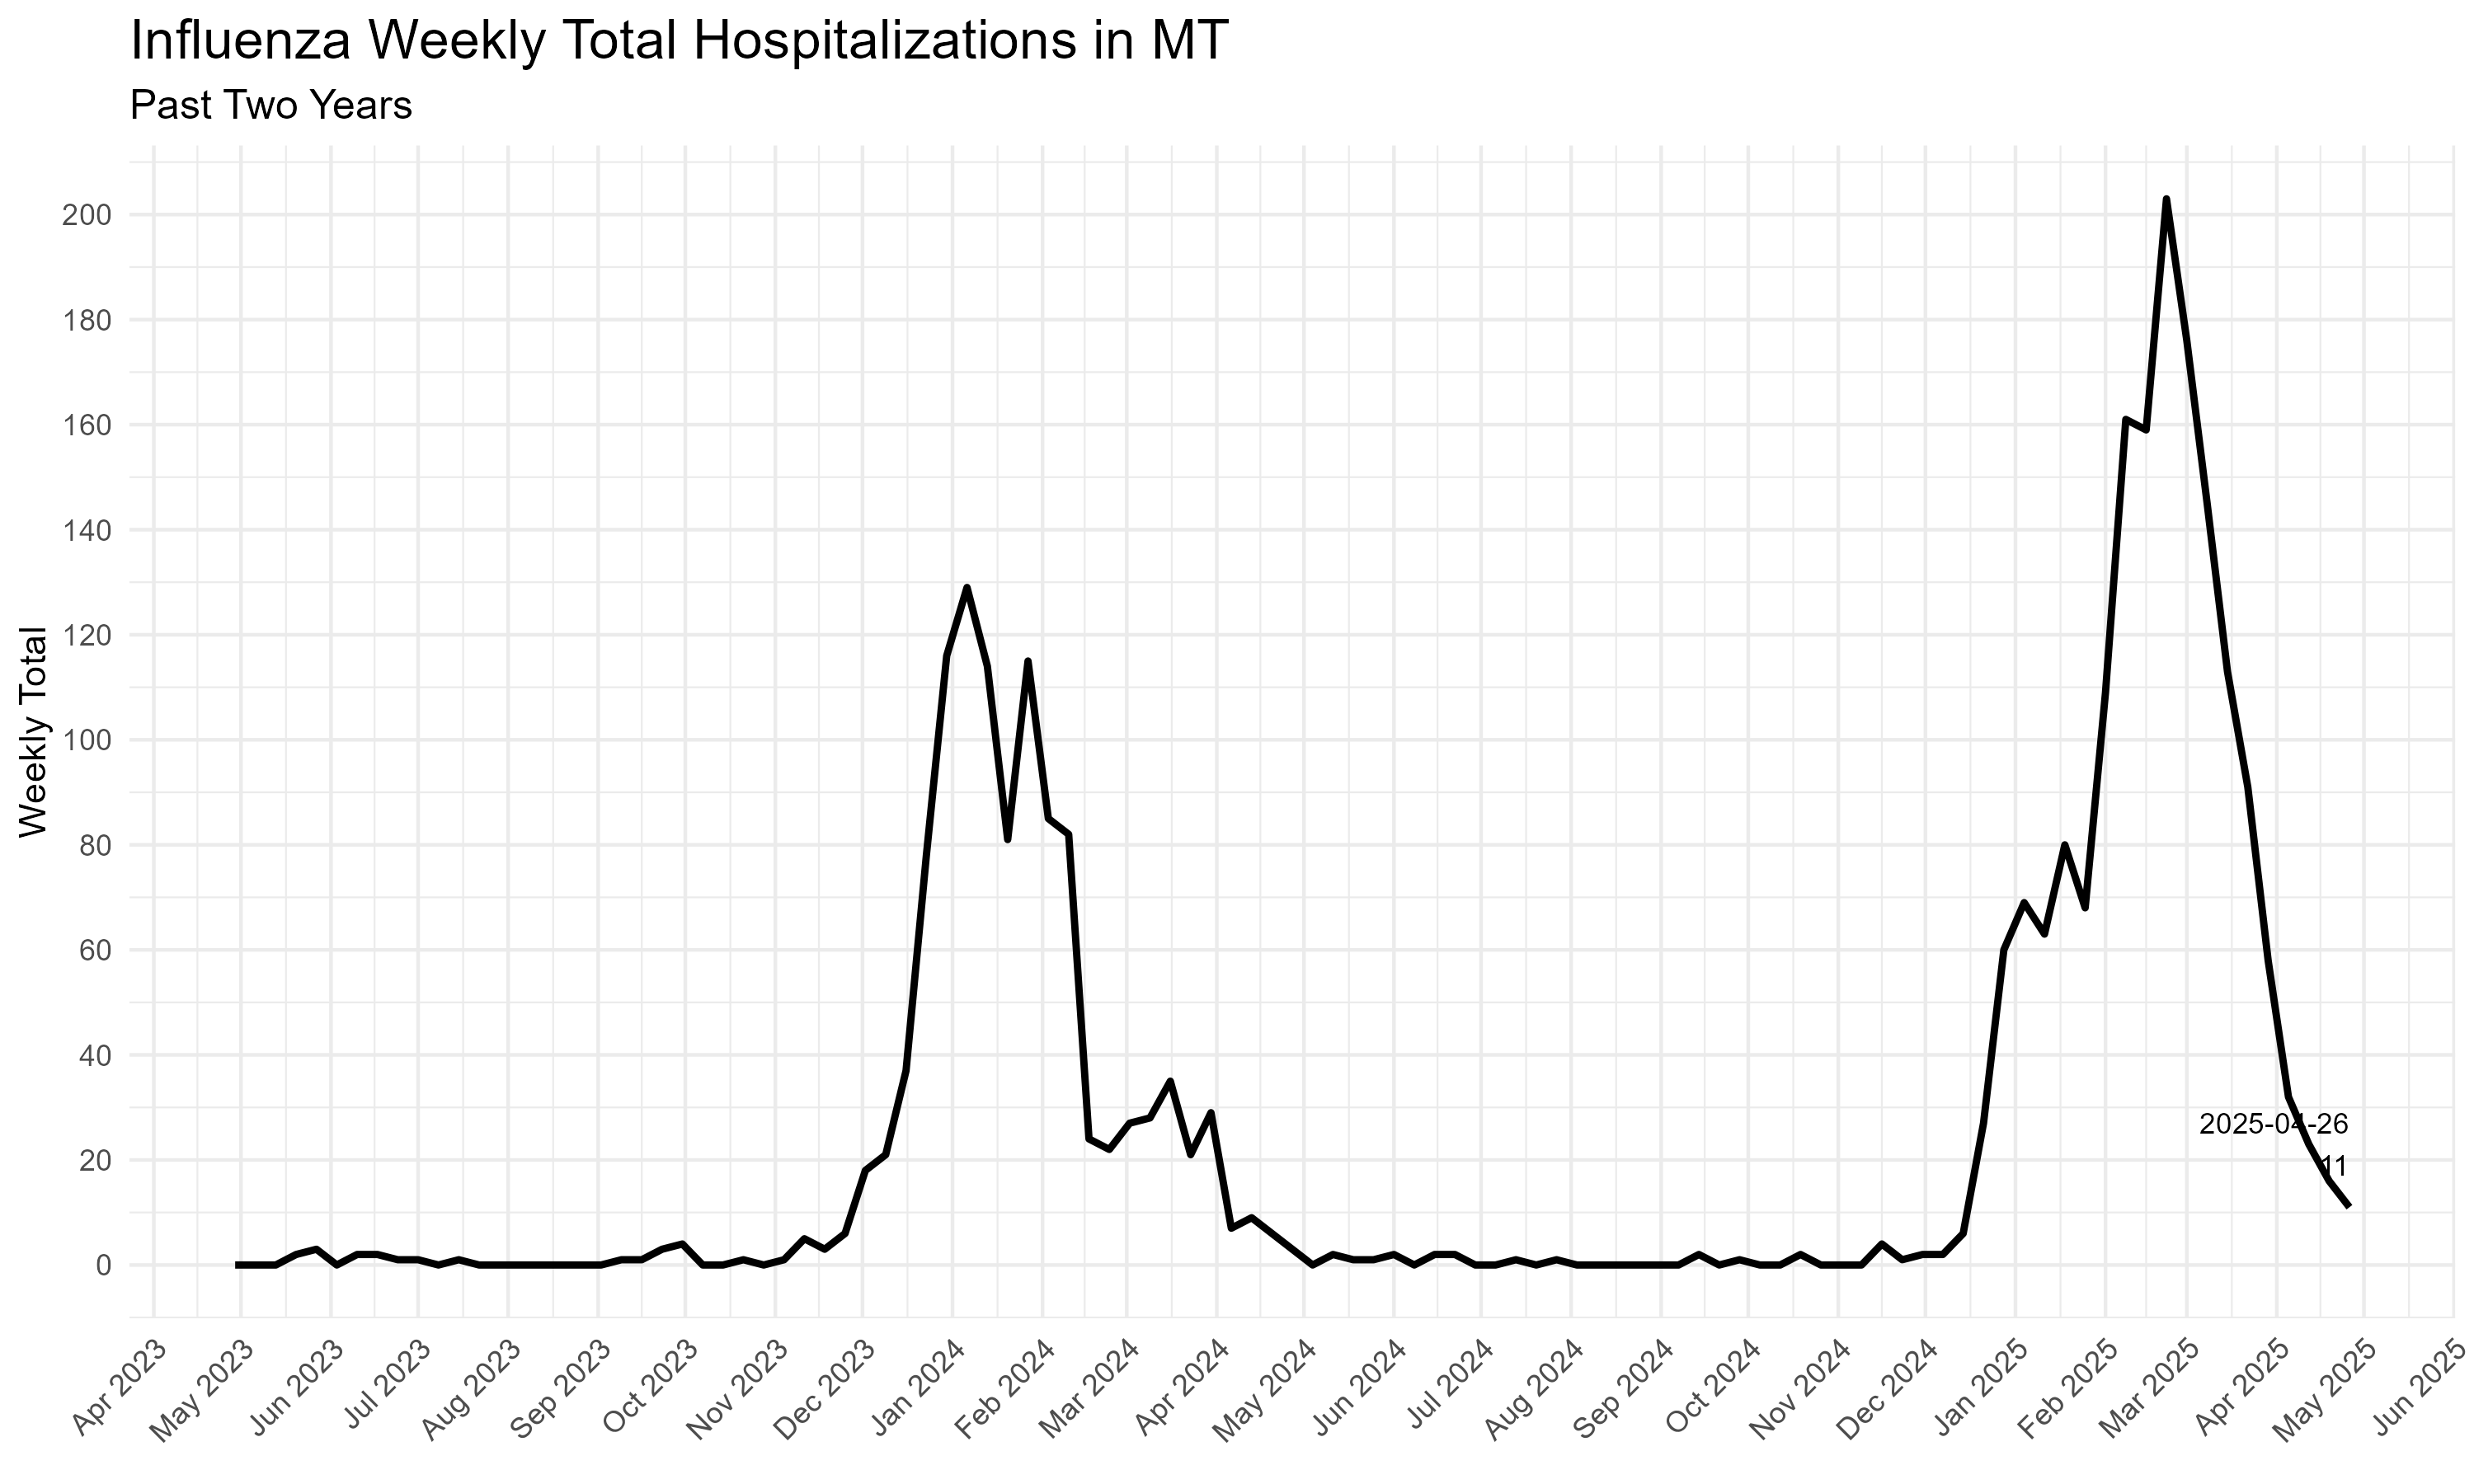 Influenza Weekly Total Hospitalizations in MT
Past Two Years
Weekly Total
200
180
160
140
120
100
80
60
40
20
0
2025-04-26
11
Apr 2023
May 2023
Jun 2023
Jul 2023
Aug 2023
Sep 2023
Oct 2023
Nov 2023
Dec 2023
Jan 2024
Feb 2024
Mar 2024
Apr 2024
May 2024
Jun 2024
Jul 2024
Aug 2024
Sep 2024
Oct 2024
Nov 2024
Dec 2024
Jan 2025
Feb 2025
Mar 2025
Apr 2025
May 2025
Jun 2025